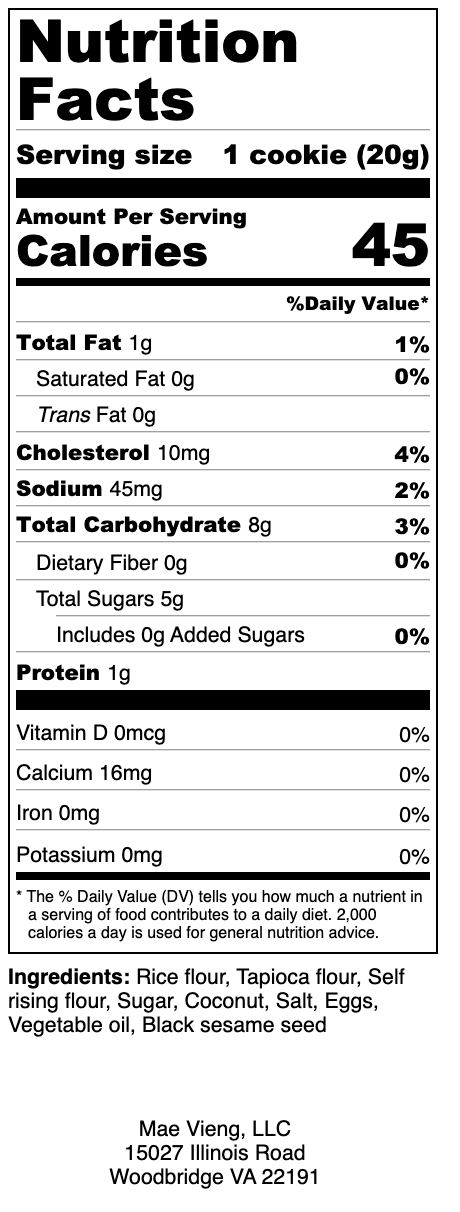 Nutrition
Facts
Serving size 1 cookie (20g)
Amount Per Serving
Calories 45
%Daily Value*
Total Fat 1g 1%
Saturated Fat 0g 0%
Trans Fat 0g
Cholesterol 10mg 4%
Sodium 45mg 2%
Total Carbohydrate 8g 3%
Dietary Fiber 0g 0%
Total Sugars 5g
Includes 0g Added Sugars 0%
Protein 1g
Vitamin D 0mcg 0%
Calcium 16mg 0%
Iron 0mg 0%
Potassium 0mg 0%
* The % Daily Value (DV) tells you how much a nutrient in
a serving of food contributes to a daily diet. 2,000
calories a day is used for general nutrition advice.
Ingredients: Rice flour, Tapioca flour, Self
rising flour, Sugar, Coconut, Salt, Eggs,
Vegetable oil, Black sesame seed
Mae Vieng, LLC
15027 Illinois Road
Woodbridge VA 22191